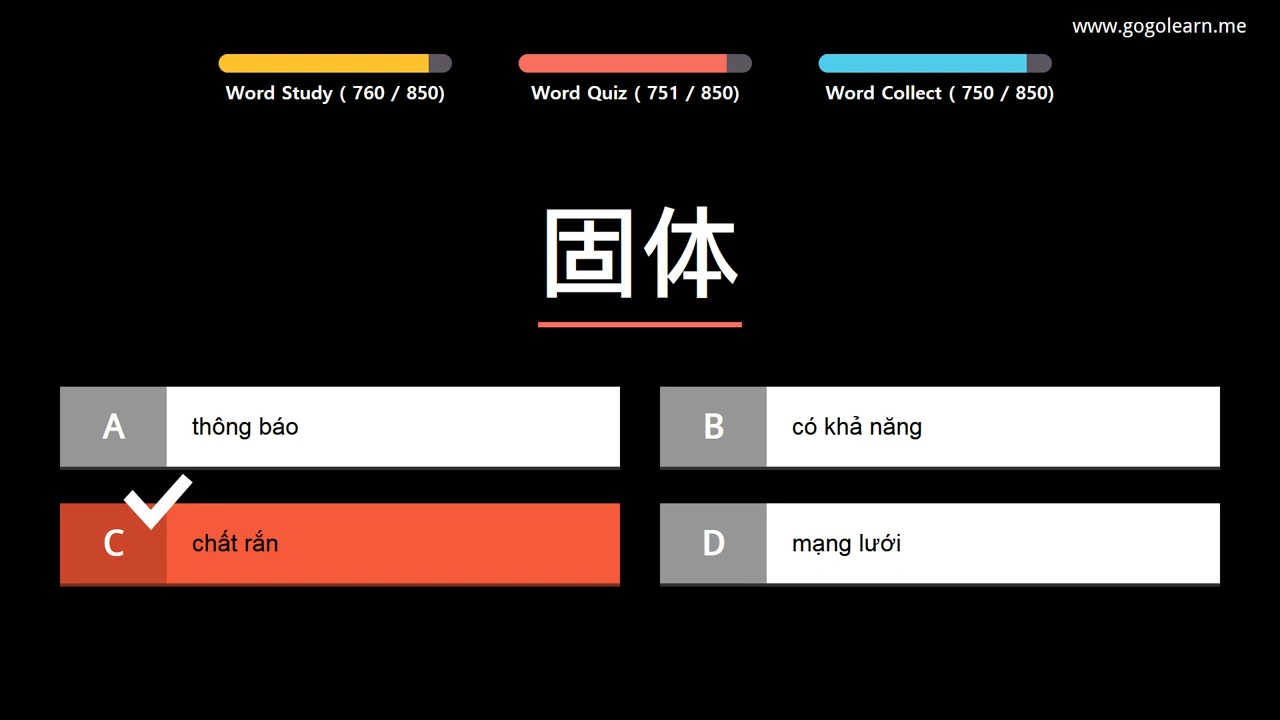 www.gogolearn.me
Word Study ( 760 / 850)
Word Quiz ( 751 / 850)
Word Collect ( 750 / 850)
固体
A thông báo
B có khả năng
C chất rắn
D mạng lưới